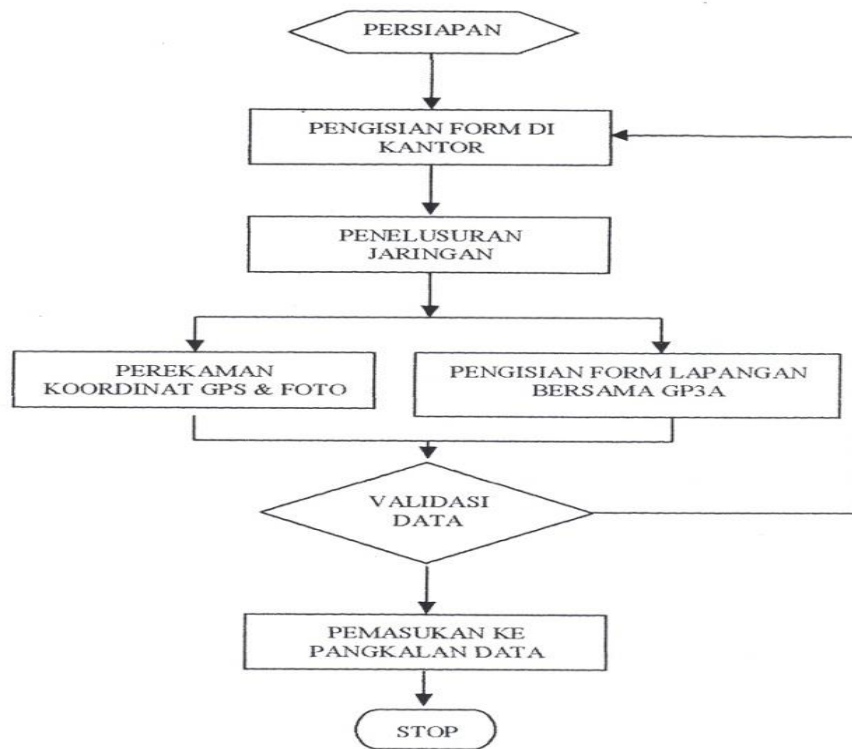 PERSIAPAN
PENGISIAN FORM DI
KANTOR
PENELUSURAN
JARINGAN
PEREKAMAN
KOORDINAT GPS & FOTO
PENGISIAN FORM LAPANGAN
BERSAMA GP3A
VALIDASI
DATA
PEMASUKAN KE
PANGKALAN DATA
STOP